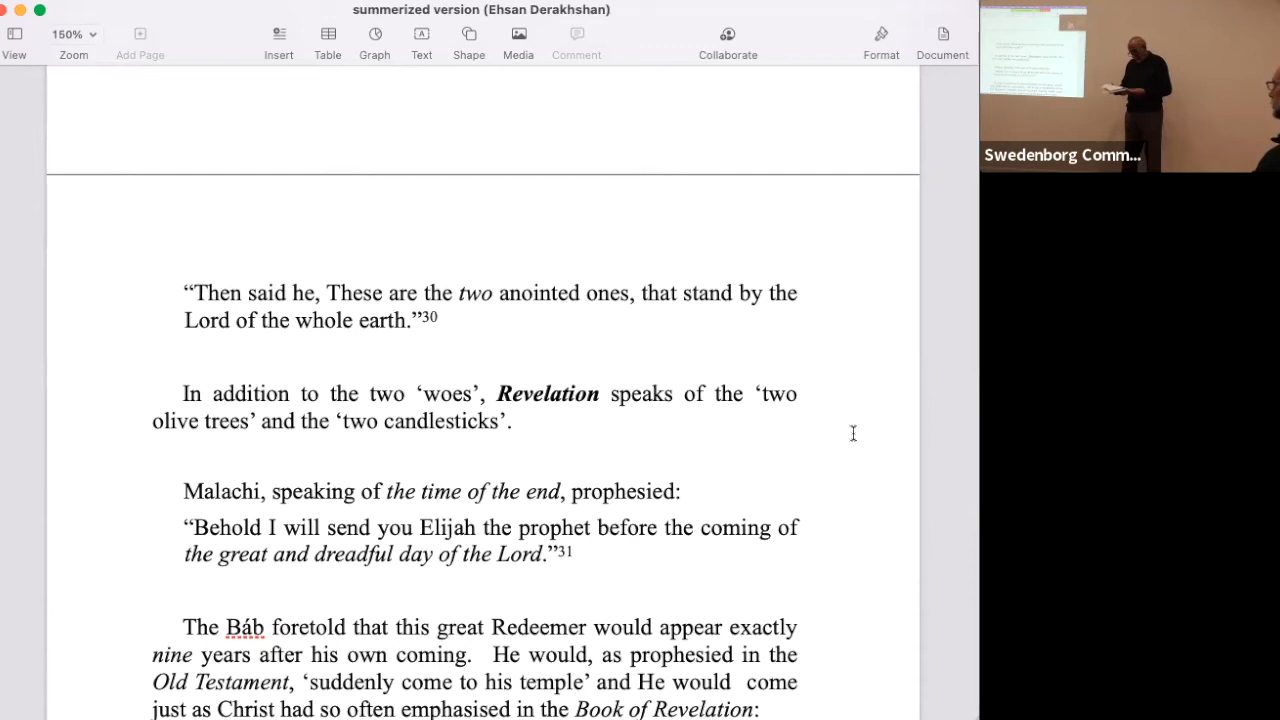 summerized version (Ehsan Derakhshan)
150%
View
Zoom
Add Page
Insert
Table
Graph
Text
Shape
Media
Comment
Collaborate
Format
Document
“Then said he, These are the two anointed ones, that stand by the
Lord of the whole earth.”30
In addition to the two ‘woes’, Revelation speaks of the ‘two
olive trees’ and the ‘two candlesticks’.
Malachi, speaking of the time of the end, prophesied:
“Behold I will send you Elijah the prophet before the coming of
the great and dreadful day of the Lord.”31
The Báb foretold that this great Redeemer would appear exactly
nine years after his own coming. He would, as prophesied in the
Old Testament, ‘suddenly come to his temple’ and He would come
just as Christ had so often emphasised in the Book of Revelation:
Swedenborg Comm...